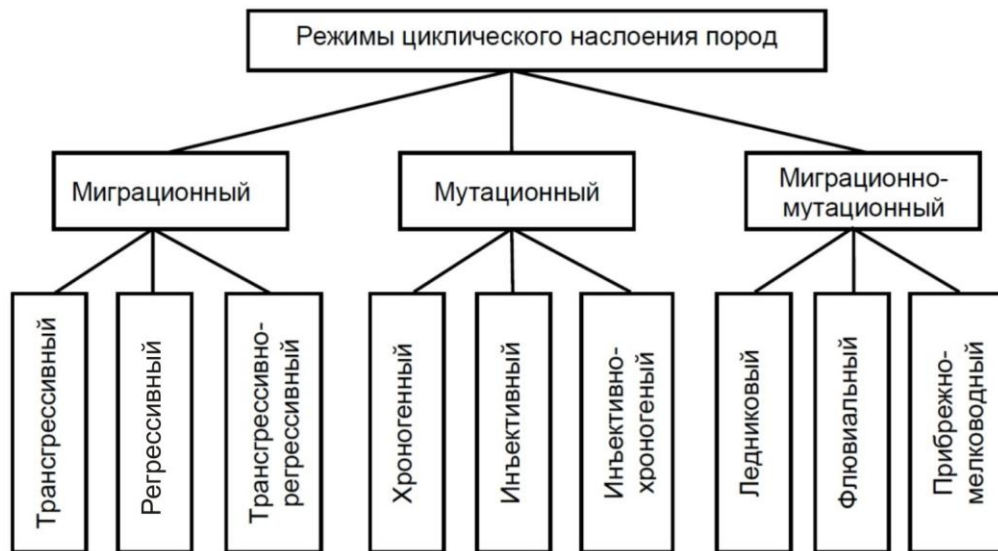 Режимы циклического наслоения пород
Миграционный
Мутационный
Миграционно-
мутационный
Трансгрессивный
Регрессивный
Трансгрессивно-
регрессивный
Хроногенный
Инъективный
Инъективно-
хроногеный
Ледниковый
Флювиальный
Прибрежно-
мелководный